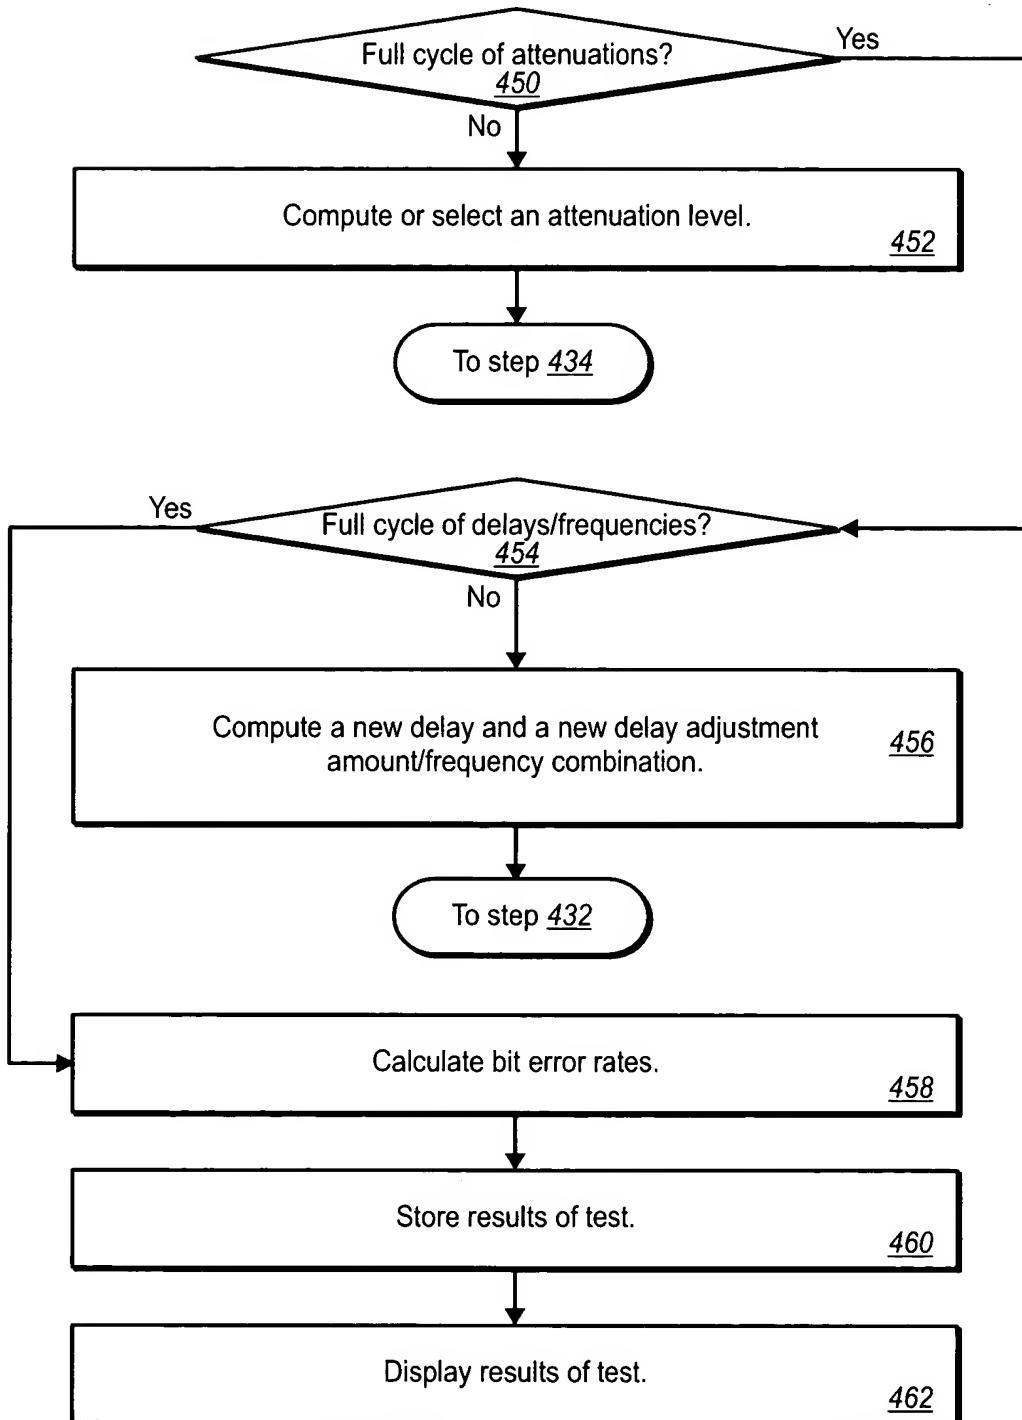 Full cycle of attenuations?
450
Yes
No
Compute or select an attenuation level.
452
To step 434
Yes
Full cycle of delays/frequencies?
454
No
Compute a new delay and a new delay adjustment
amount/frequency combination.
456
To step 432
Calculate bit error rates.
458
Store results of test.
460
Display results of test.
462